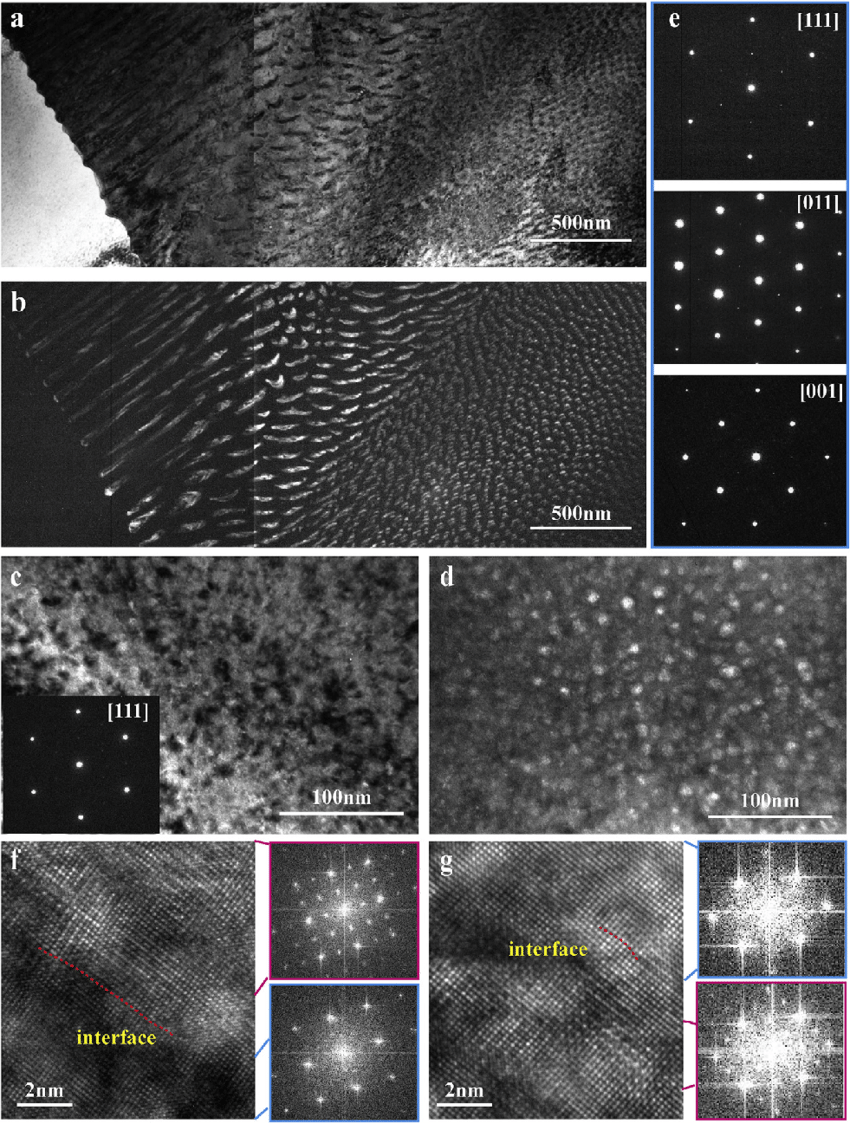 a
500nm
b
500nm
e
[111]
[011]
[001]
c
[111]
100nm
d
100nm
f
interface
2nm
g
interface
2nm